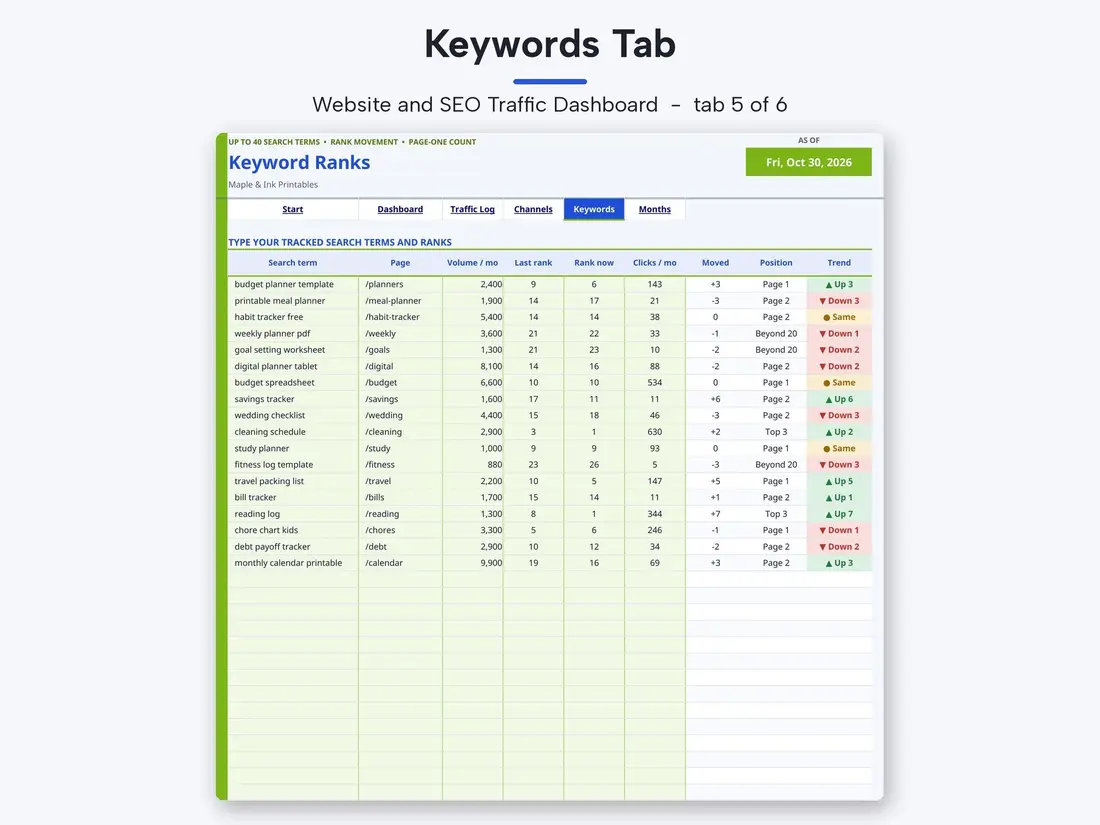 Keywords Tab
Website and SEO Traffic Dashboard - tab 5 of 6
UP TO 40 SEARCH TERMS • RANK MOVEMENT • PAGE-ONE COUNT
AS OF
Keyword Ranks
Fri, Oct 30, 2026
Maple & Ink Printables
Start Dashboard Traffic Log Channels Keywords Months
TYPE YOUR TRACKED SEARCH TERMS AND RANKS
Search term Page Volume / mo Last rank Rank now Clicks / mo Moved Position Trend
budget planner template /planners 2,400 9 6 143 +3 Page 1 ▲ Up 3
printable meal planner /meal-planner 1,900 14 17 21 -3 Page 2 ▼ Down 3
habit tracker free /habit-tracker 5,400 14 14 38 0 Page 2 ● Same
weekly planner pdf /weekly 3,600 21 22 33 -1 Beyond 20 ▼ Down 1
goal setting worksheet /goals 1,300 21 23 10 -2 Beyond 20 ▼ Down 2
digital planner tablet /digital 8,100 14 16 88 -2 Page 2 ▼ Down 2
budget spreadsheet /budget 6,600 10 10 534 0 Page 1 ● Same
savings tracker /savings 1,600 17 11 11 +6 Page 2 ▲ Up 6
wedding checklist /wedding 4,400 15 18 46 -3 Page 2 ▼ Down 3
cleaning schedule /cleaning 2,900 3 1 630 +2 Top 3 ▲ Up 2
study planner /study 1,000 9 9 93 0 Page 1 ● Same
fitness log template /fitness 880 23 26 5 -3 Beyond 20 ▼ Down 3
travel packing list /travel 2,200 10 5 147 +5 Page 1 ▲ Up 5
bill tracker /bills 1,700 15 14 11 +1 Page 2 ▲ Up 1
reading log /reading 1,300 8 1 344 +7 Top 3 ▲ Up 7
chore chart kids /chores 3,300 5 6 246 -1 Page 1 ▼ Down 1
debt payoff tracker /debt 2,900 10 12 34 -2 Page 2 ▼ Down 2
monthly calendar printable /calendar 9,900 19 16 69 +3 Page 2 ▲ Up 3